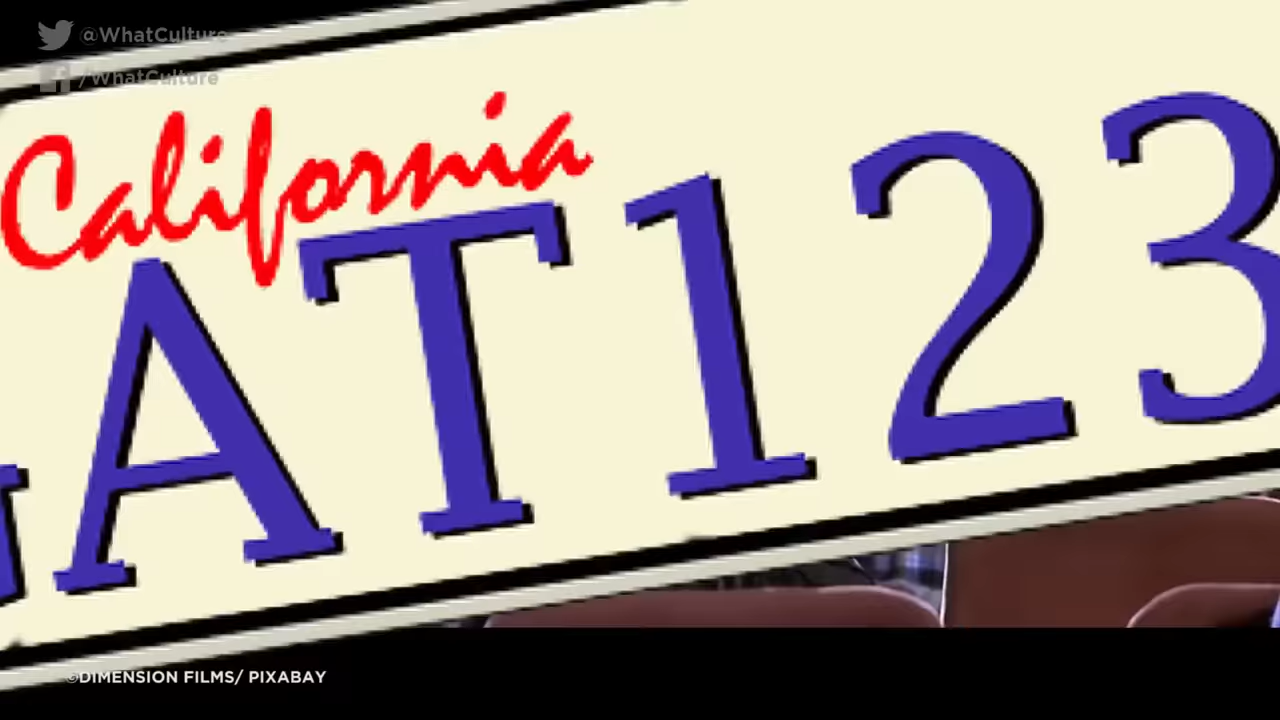 @WhatCulture
/WhatCulture
California
AT123
©DIMENSION FILMS/ PIXABAY